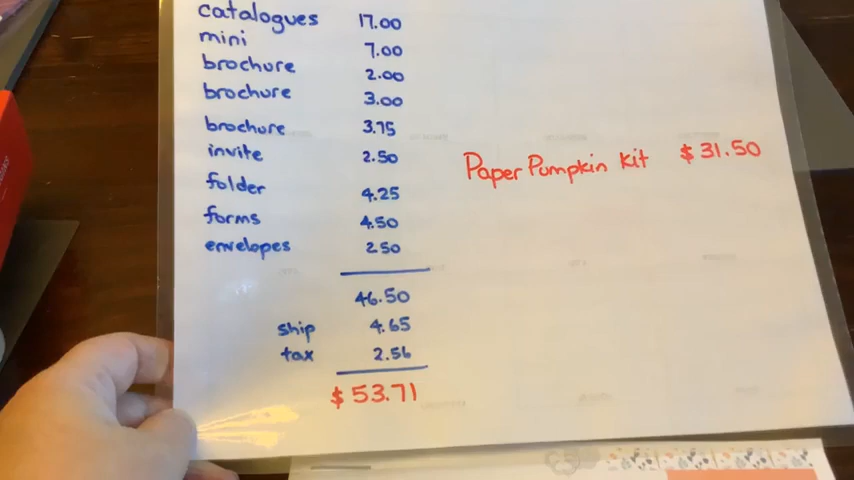 catalogues 17.00
mini 7.00
brochure 2.00
brochure 3.00
brochure 3.75
invite 2.50
Paper Pumpkin Kit $31.50
folder 4.25
forms 4.50
envelopes 2.50
46.50
ship 4.65
tax 2.56
$53.71